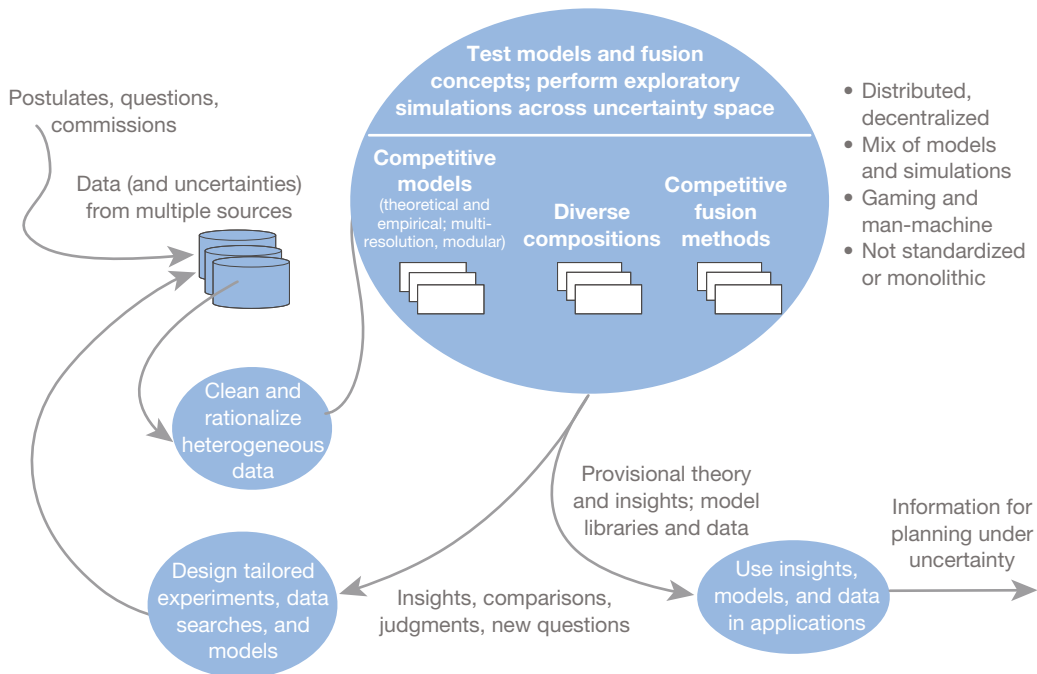 Test models and fusion
concepts; perform exploratory
simulations across uncertainty space
Postulates, questions,
commissions
Data (and uncertainties)
from multiple sources
Competitive
models
(theoretical and
empirical; multi-
resolution, modular)
Diverse
compositions
Competitive
fusion
methods
• Distributed,
decentralized
• Mix of models
and simulations
• Gaming and
man-machine
• Not standardized
or monolithic
Clean and
rationalize
heterogeneous
data
Provisional theory
and insights; model
libraries and data
Information for
planning under
uncertainty
Design tailored
experiments, data
searches, and
models
Insights, comparisons,
judgments, new questions
Use insights,
models, and data
in applications